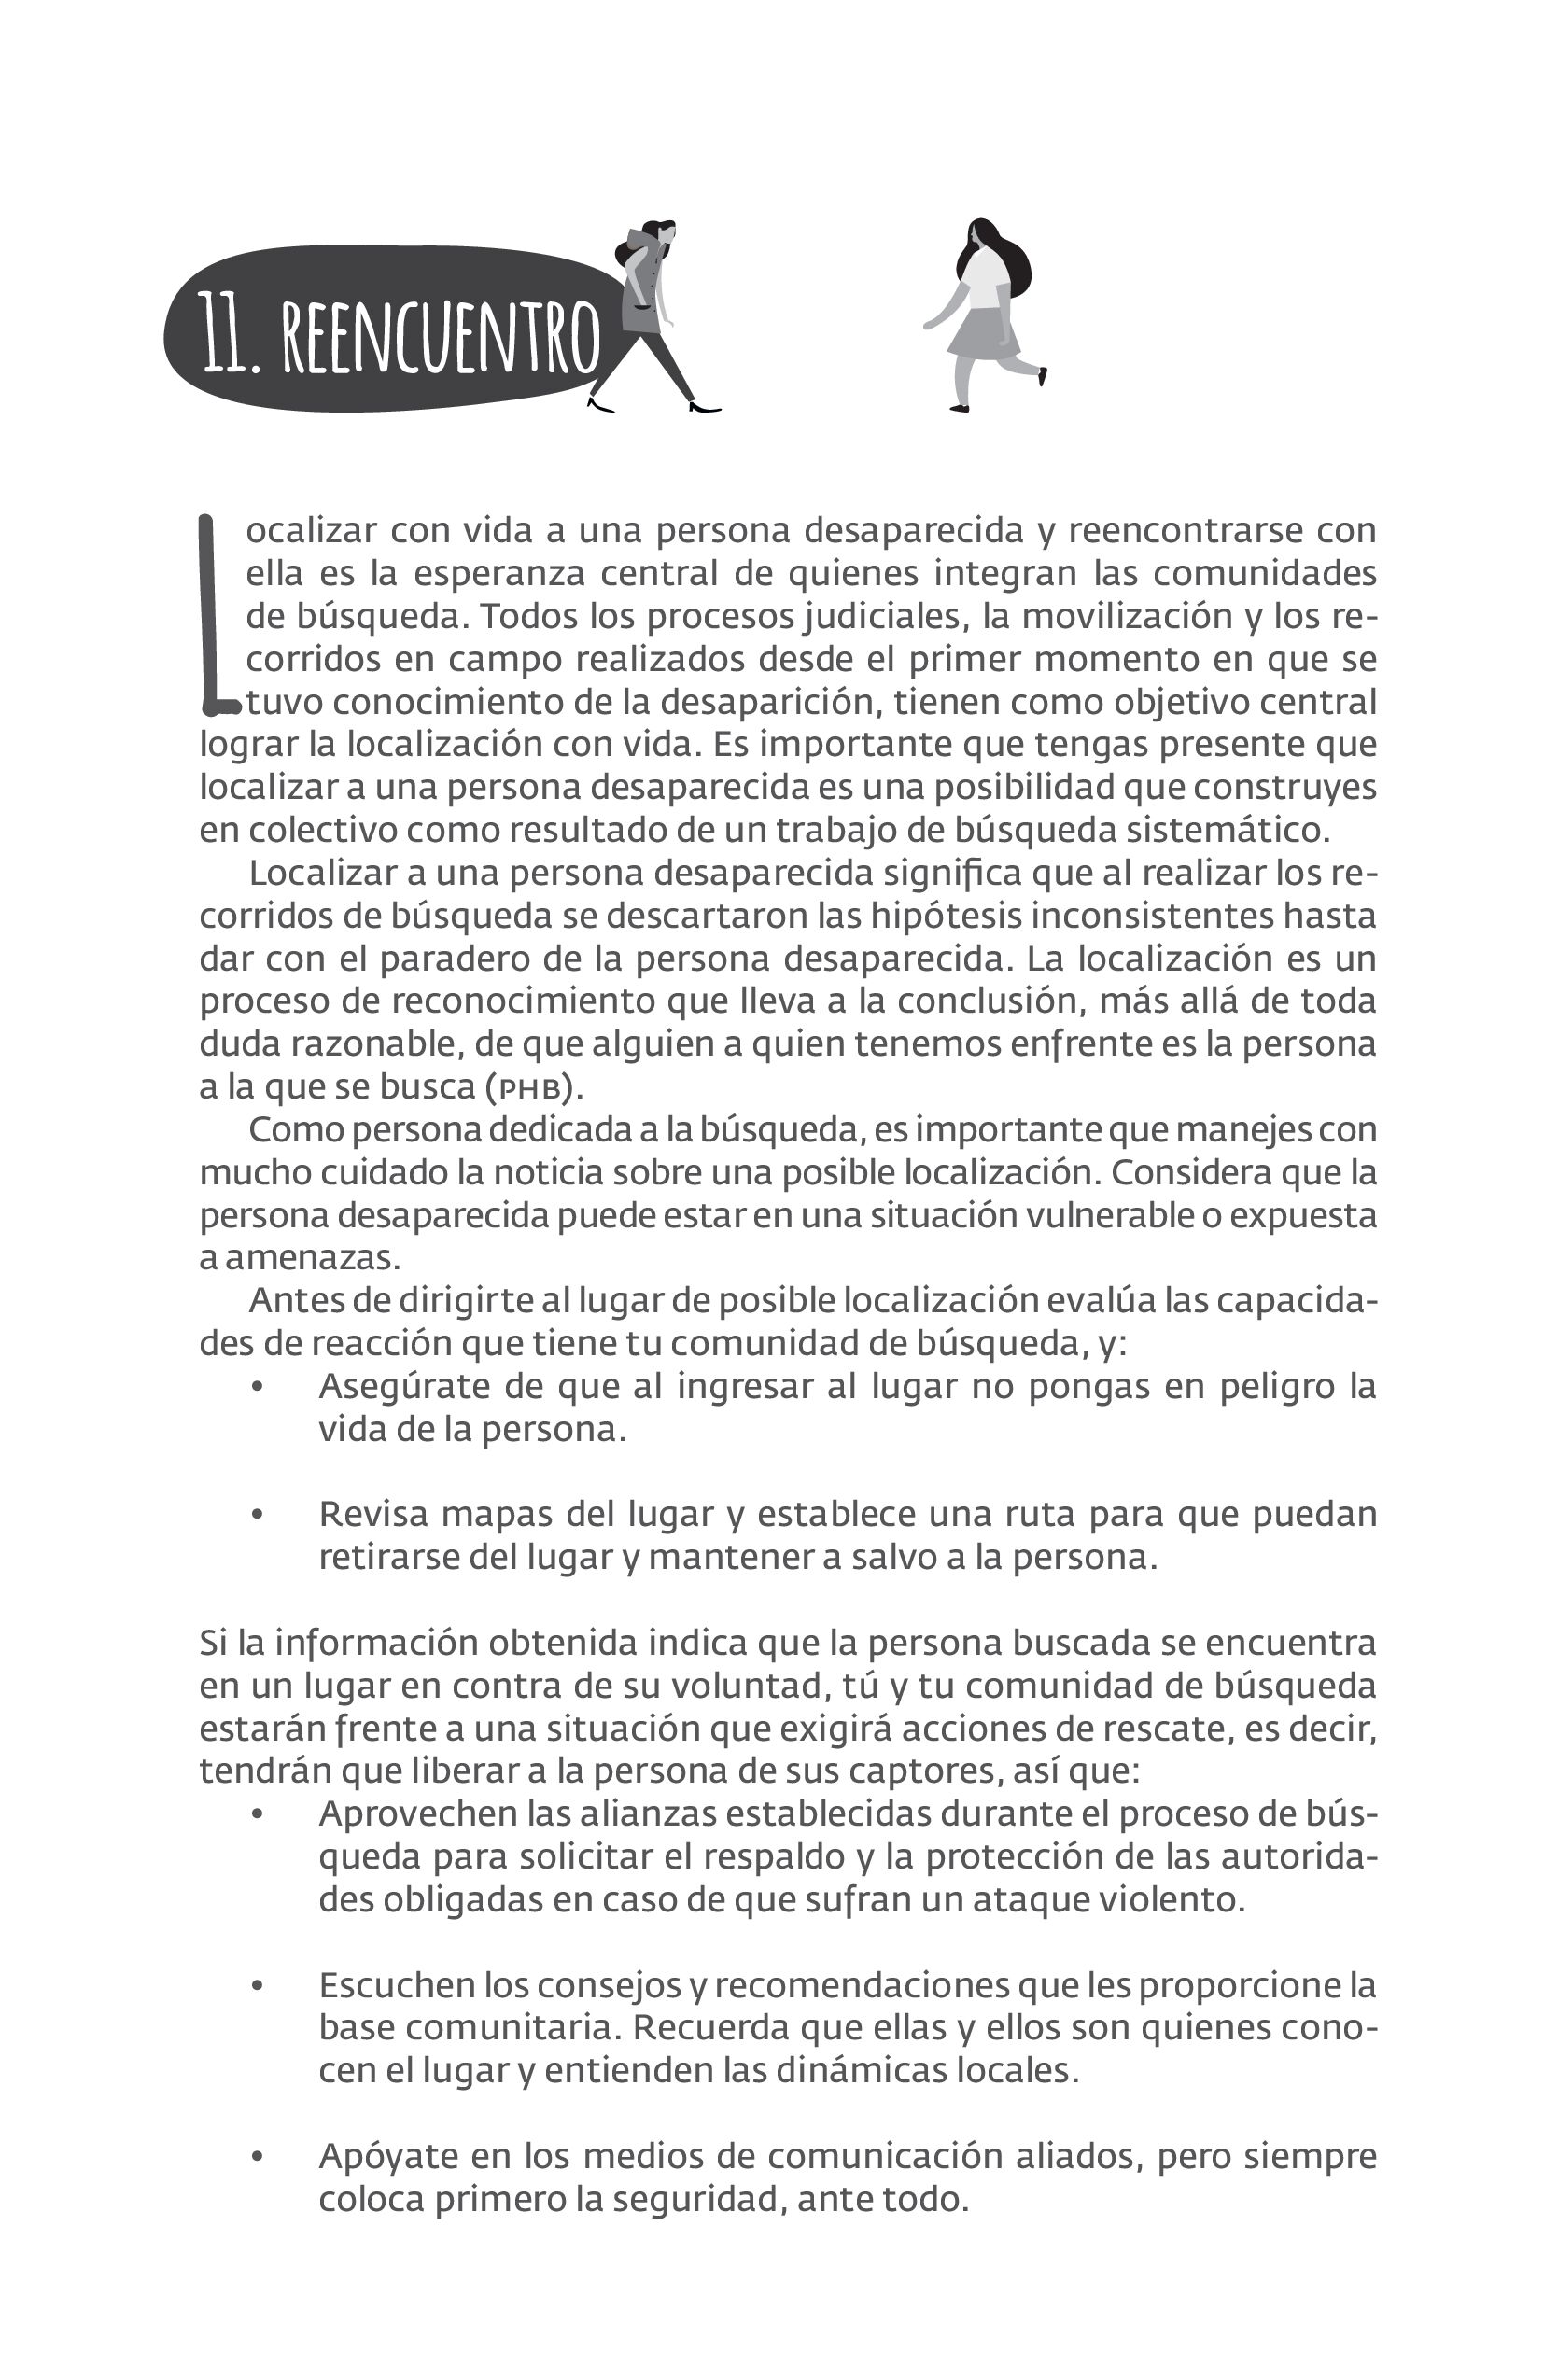 11. REENCUENTRO
Localizar con vida a una persona desaparecida y reencontrarse con
ella es la esperanza central de quienes integran las comunidades
de búsqueda. Todos los procesos judiciales, la movilización y los re-
corridos en campo realizados desde el primer momento en que se
tuvo conocimiento de la desaparición, tienen como objetivo central
lograr la localización con vida. Es importante que tengas presente que
localizar a una persona desaparecida es una posibilidad que construyes
en colectivo como resultado de un trabajo de búsqueda sistemático.
Localizar a una persona desaparecida significa que al realizar los re-
corridos de búsqueda se descartaron las hipótesis inconsistentes hasta
dar con el paradero de la persona desaparecida. La localización es un
proceso de reconocimiento que lleva a la conclusión, más allá de toda
duda razonable, de que alguien a quien tenemos enfrente es la persona
a la que se busca (PHB).
Como persona dedicada a la búsqueda, es importante que manejes con
mucho cuidado la noticia sobre una posible localización. Considera que la
persona desaparecida puede estar en una situación vulnerable o expuesta
a amenazas.
Antes de dirigirte al lugar de posible localización evalúa las capacida-
des de reacción que tiene tu comunidad de búsqueda, y:
• Asegúrate de que al ingresar al lugar no pongas en peligro la
vida de la persona.
• Revisa mapas del lugar y establece una ruta para que puedan
retirarse del lugar y mantener a salvo a la persona.
Si la información obtenida indica que la persona buscada se encuentra
en un lugar en contra de su voluntad, tú y tu comunidad de búsqueda
estarán frente a una situación que exigirá acciones de rescate, es decir,
tendrán que liberar a la persona de sus captores, así que:
• Aprovechen las alianzas establecidas durante el proceso de bús-
queda para solicitar el respaldo y la protección de las autorida-
des obligadas en caso de que sufran un ataque violento.
• Escuchen los consejos y recomendaciones que les proporcione la
base comunitaria. Recuerda que ellas y ellos son quienes cono-
cen el lugar y entienden las dinámicas locales.
• Apóyate en los medios de comunicación aliados, pero siempre
coloca primero la seguridad, ante todo.